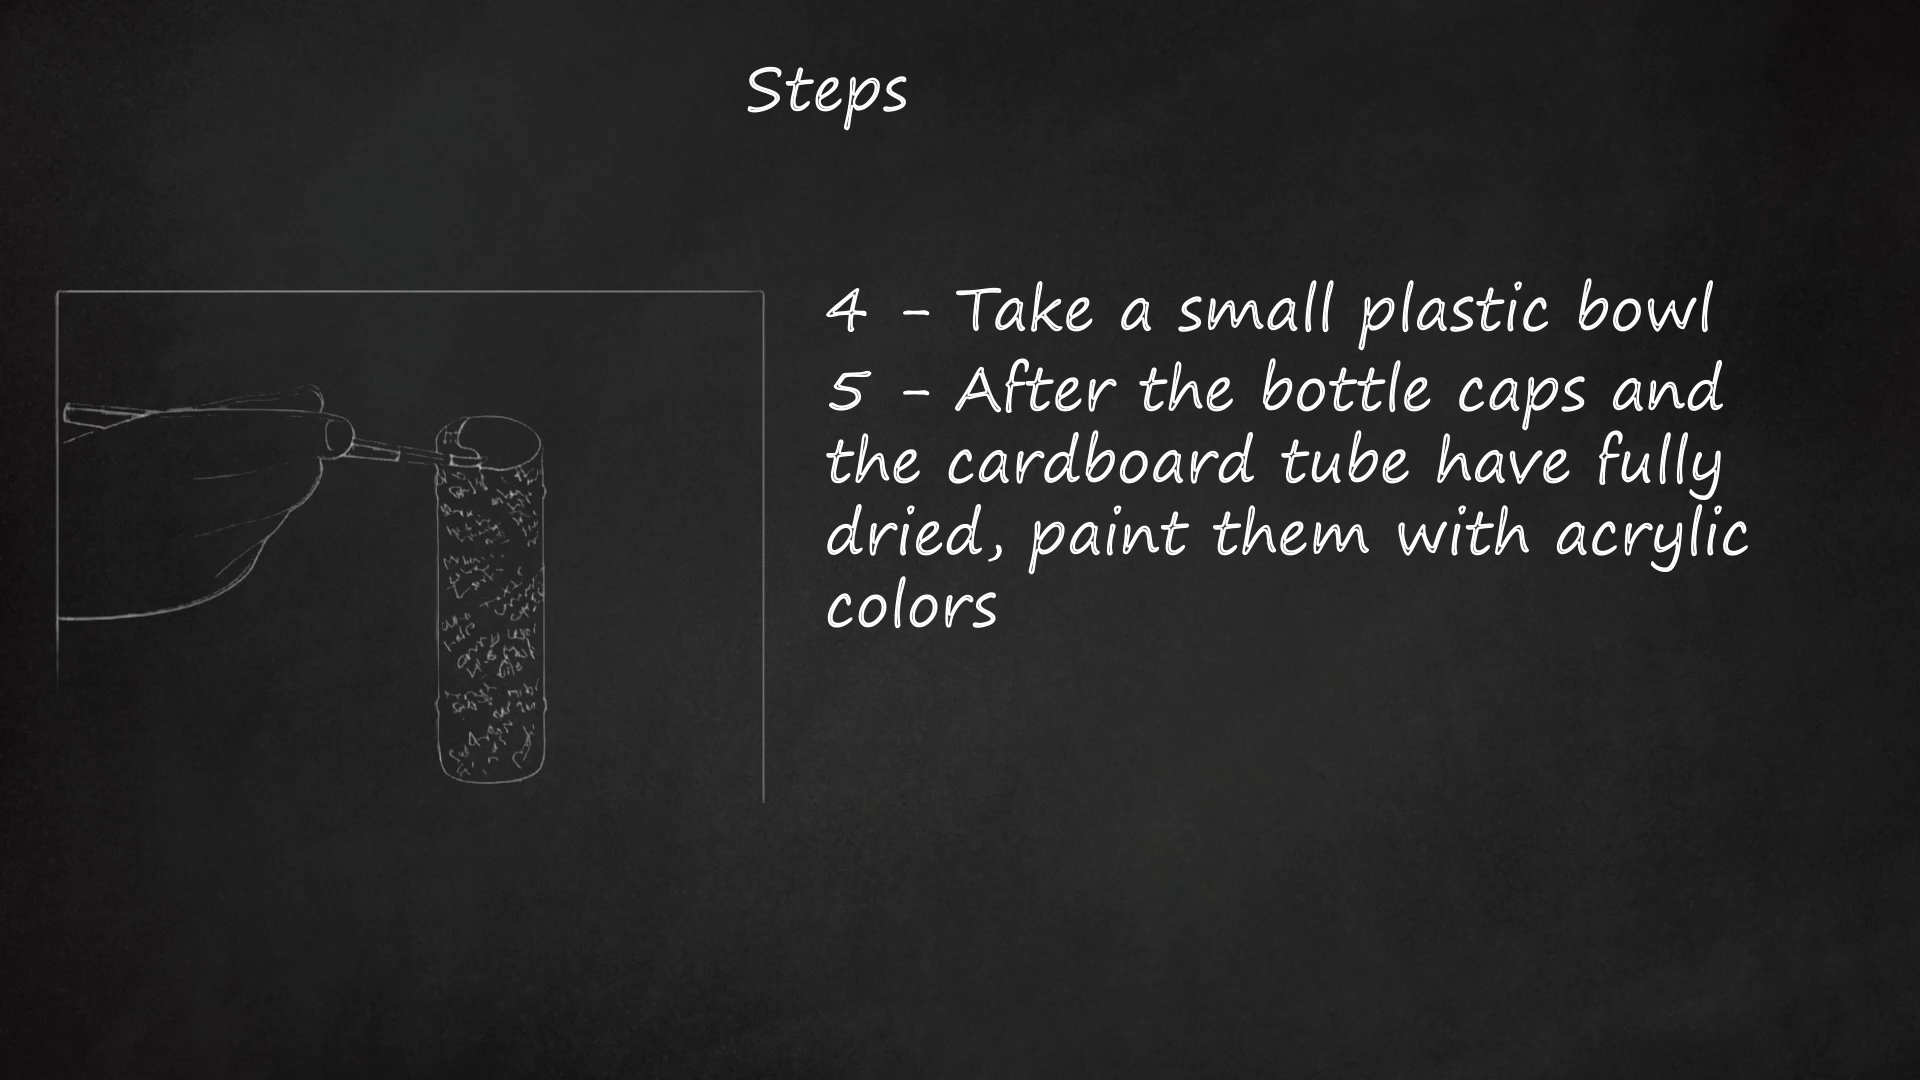 Steps
4 - Take a small plastic bowl
5 - After the bottle caps and
the cardboard tube have fully
dried, paint them with acrylic
colors